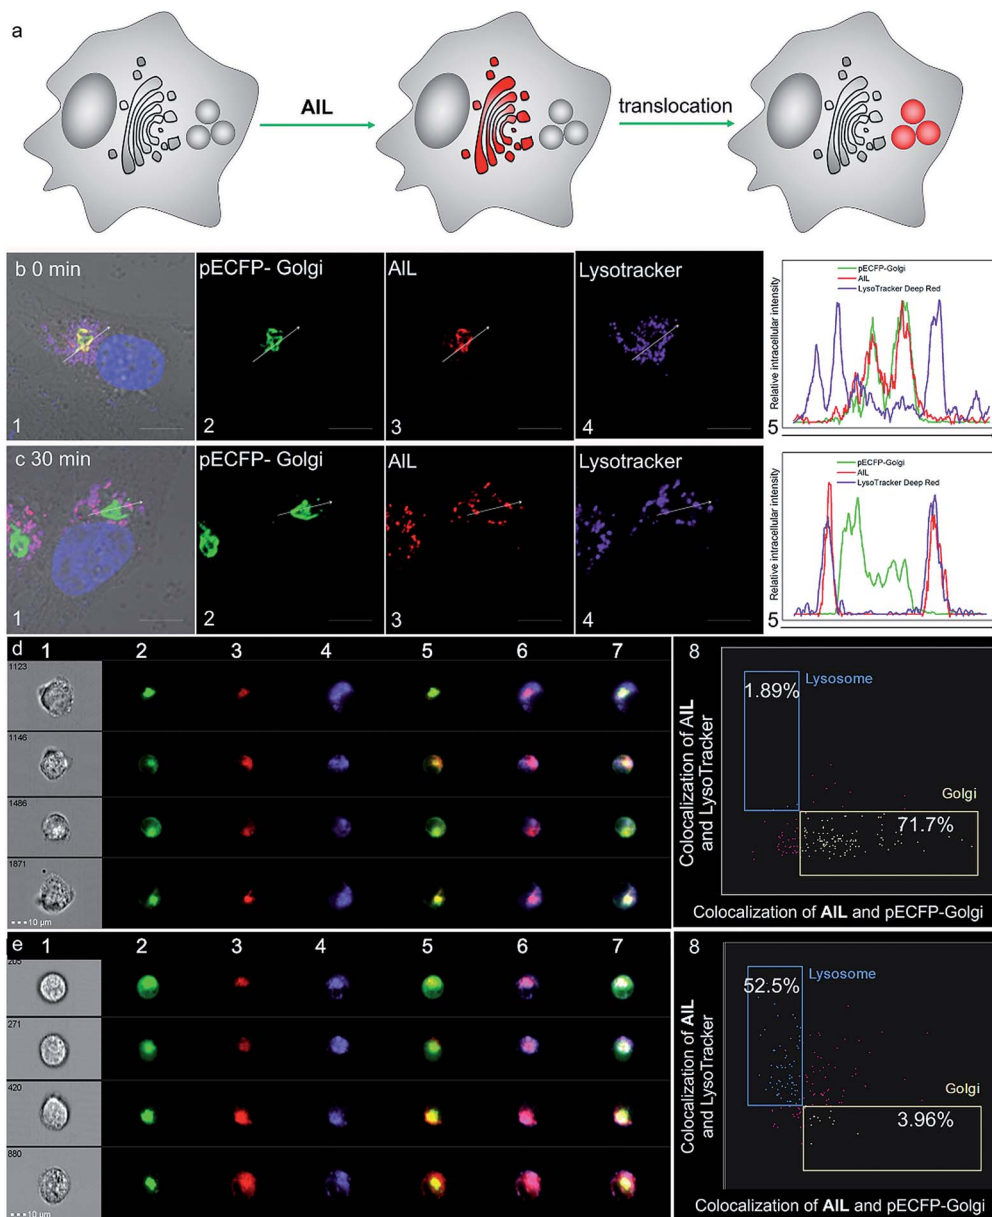 a
AIL
translocation
b 0 min
pECFP- Golgi
AIL
Lysotracker
1
2
3
4
5
Relative intracellular intensity
pECFP-Golgi
AIL
LysoTracker Deep Red
c 30 min
pECFP- Golgi
AIL
Lysotracker
1
2
3
4
5
Relative intracellular intensity
pECFP-Golgi
AIL
LysoTracker Deep Red
d 1 2 3 4 5 6 7 8
1123
1146
1486
1871
10 µm
Lysosome
1.89%
Golgi
71.7%
Colocalization of AIL
and LysoTracker
Colocalization of AIL and pECFP-Golgi
e 1 2 3 4 5 6 7 8
205
271
420
880
10 µm
Lysosome
52.5%
Golgi
3.96%
Colocalization of AIL
and LysoTracker
Colocalization of AIL and pECFP-Golgi